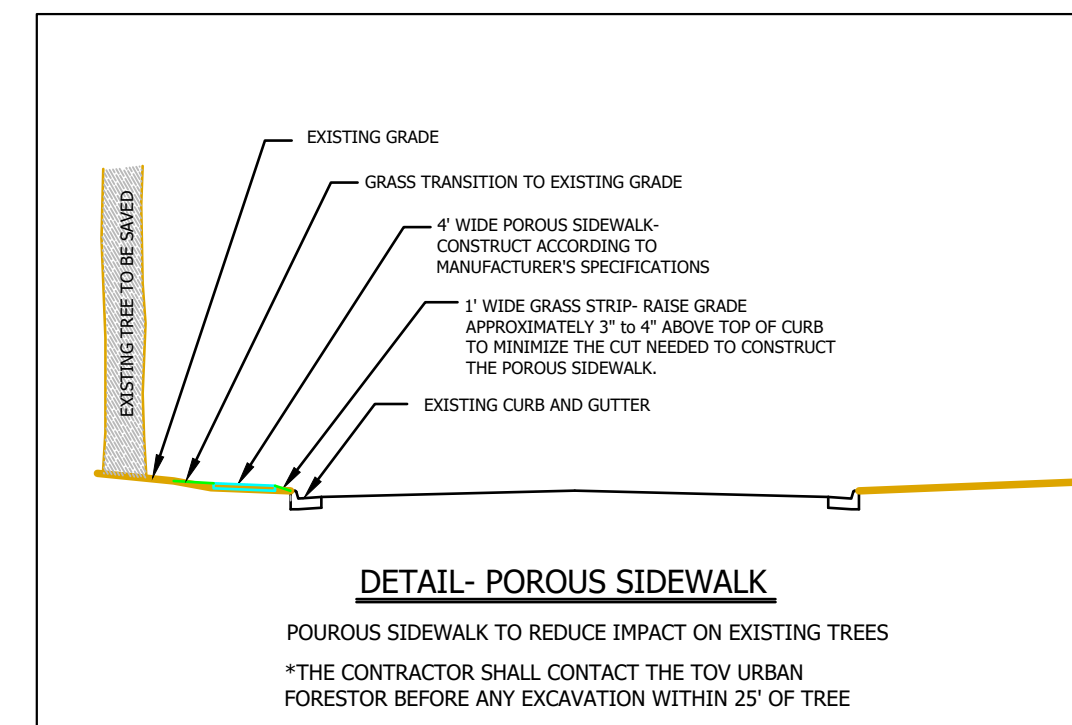 EXISTING GRADE
GRASS TRANSITION TO EXISTING GRADE
EXISTING TREE TO BE SAVED
4' WIDE POROUS SIDEWALK-
CONSTRUCT ACCORDING TO
MANUFACTURER'S SPECIFICATIONS
1' WIDE GRASS STRIP- RAISE GRADE
APPROXIMATELY 3" to 4" ABOVE TOP OF CURB
TO MINIMIZE THE CUT NEEDED TO CONSTRUCT
THE POROUS SIDEWALK.
EXISTING CURB AND GUTTER
DETAIL- POROUS SIDEWALK
POUROUS SIDEWALK TO REDUCE IMPACT ON EXISTING TREES
*THE CONTRACTOR SHALL CONTACT THE TOV URBAN
FORESTOR BEFORE ANY EXCAVATION WITHIN 25' OF TREE